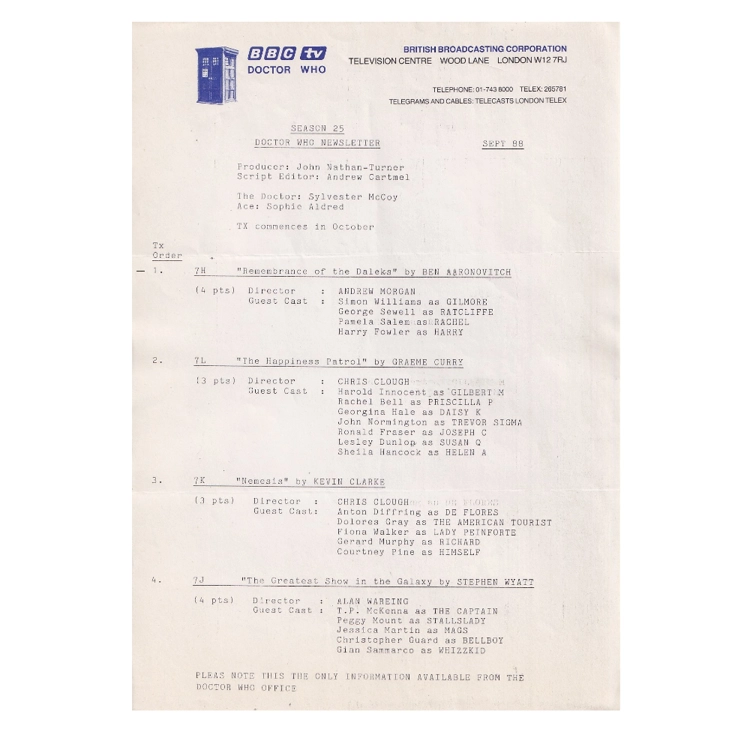 BBC tv
DOCTOR WHO
BRITISH BROADCASTING CORPORATION
TELEVISION CENTRE WOOD LANE LONDON W12 7RJ
TELEPHONE: 01-743 8000 TELEX: 265781
TELEGRAMS AND CABLES: TELECASTS LONDON TELEX
SEASON 25
DOCTOR WHO NEWSLETTER SEPT 88
Producer: John Nathan-Turner
Script Editor: Andrew Cartmel
The Doctor: Sylvester McCoy
Ace: Sophie Aldred
TX commences in October
Tx
Order
1. 7H "Remembrance of the Daleks" by BEN AARONOVITCH
(4 pts) Director : ANDREW MORGAN
Guest Cast : Simon Williams as GILMORE
George Sewell as RATCLIFFE
Pamela Salem as RACHEL
Harry Fowler as HARRY
2. 7L "The Happiness Patrol" by GRAEME CURRY
(3 pts) Director : CHRIS CLOUGH
Guest Cast : Harold Innocent as GILBERT M
Rachel Bell as PRISCILLA P
Georgina Hale as DAISY K
John Normington as TREVOR SIGMA
Ronald Fraser as JOSEPH C
Lesley Dunlop as SUSAN Q
Sheila Hancock as HELEN A
3. 7K "Nemesis" by KEVIN CLARKE
(3 pts) Director : CHRIS CLOUGH
Guest Cast: Anton Diffring as DE FLORES
Dolores Gray as THE AMERICAN TOURIST
Fiona Walker as LADY PEINFORTE
Gerard Murphy as RICHARD
Courtney Pine as HIMSELF
4. 7J "The Greatest Show in the Galaxy by STEPHEN WYATT
(4 pts) Director : ALAN WAREING
Guest Cast : T.P. McKenna as THE CAPTAIN
Peggy Mount as STALLSLADY
Jessica Martin as MAGS
Christopher Guard as BELLBOY
Gian Sammarco as WHIZZKID
PLEAS NOTE THIS THE ONLY INFORMATION AVAILABLE FROM THE
DOCTOR WHO OFFICE